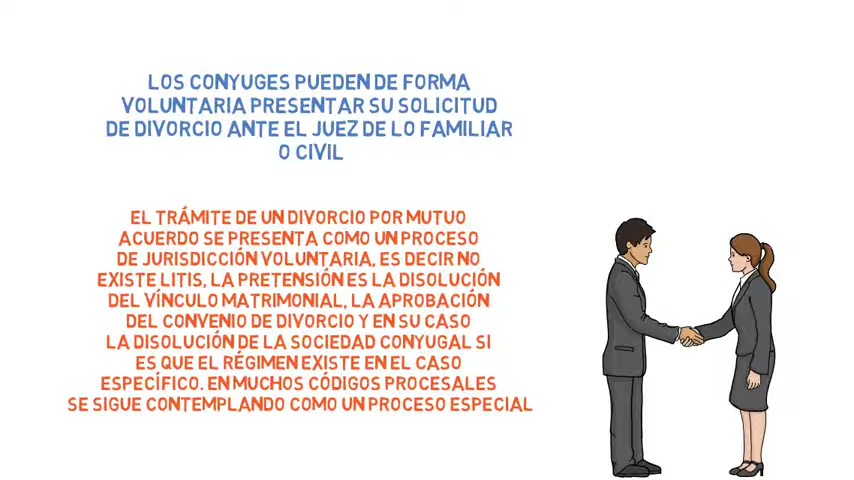 LOS CONYUGES PUEDEN DE FORMA
VOLUNTARIA PRESENTAR SU SOLICITUD
DE DIVORCIO ANTE EL JUEZ DE LO FAMILIAR
O CIVIL
EL TRÁMITE DE UN DIVORCIO POR MUTUO
ACUERDO SE PRESENTA COMO UN PROCESO
DE JURISDICCIÓN VOLUNTARIA, ES DECIR NO
EXISTE LITIS, LA PRETENSIÓN ES LA DISOLUCIÓN
DEL VÍNCULO MATRIMONIAL, LA APROBACIÓN
DEL CONVENIO DE DIVORCIO Y EN SU CASO
LA DISOLUCIÓN DE LA SOCIEDAD CONYUGAL SI
ES QUE EL RÉGIMEN EXISTE EN EL CASO
ESPECÍFICO. EN MUCHOS CÓDIGOS PROCESALES
SE SIGUE CONTEMPLANDO COMO UN PROCESO ESPECIAL